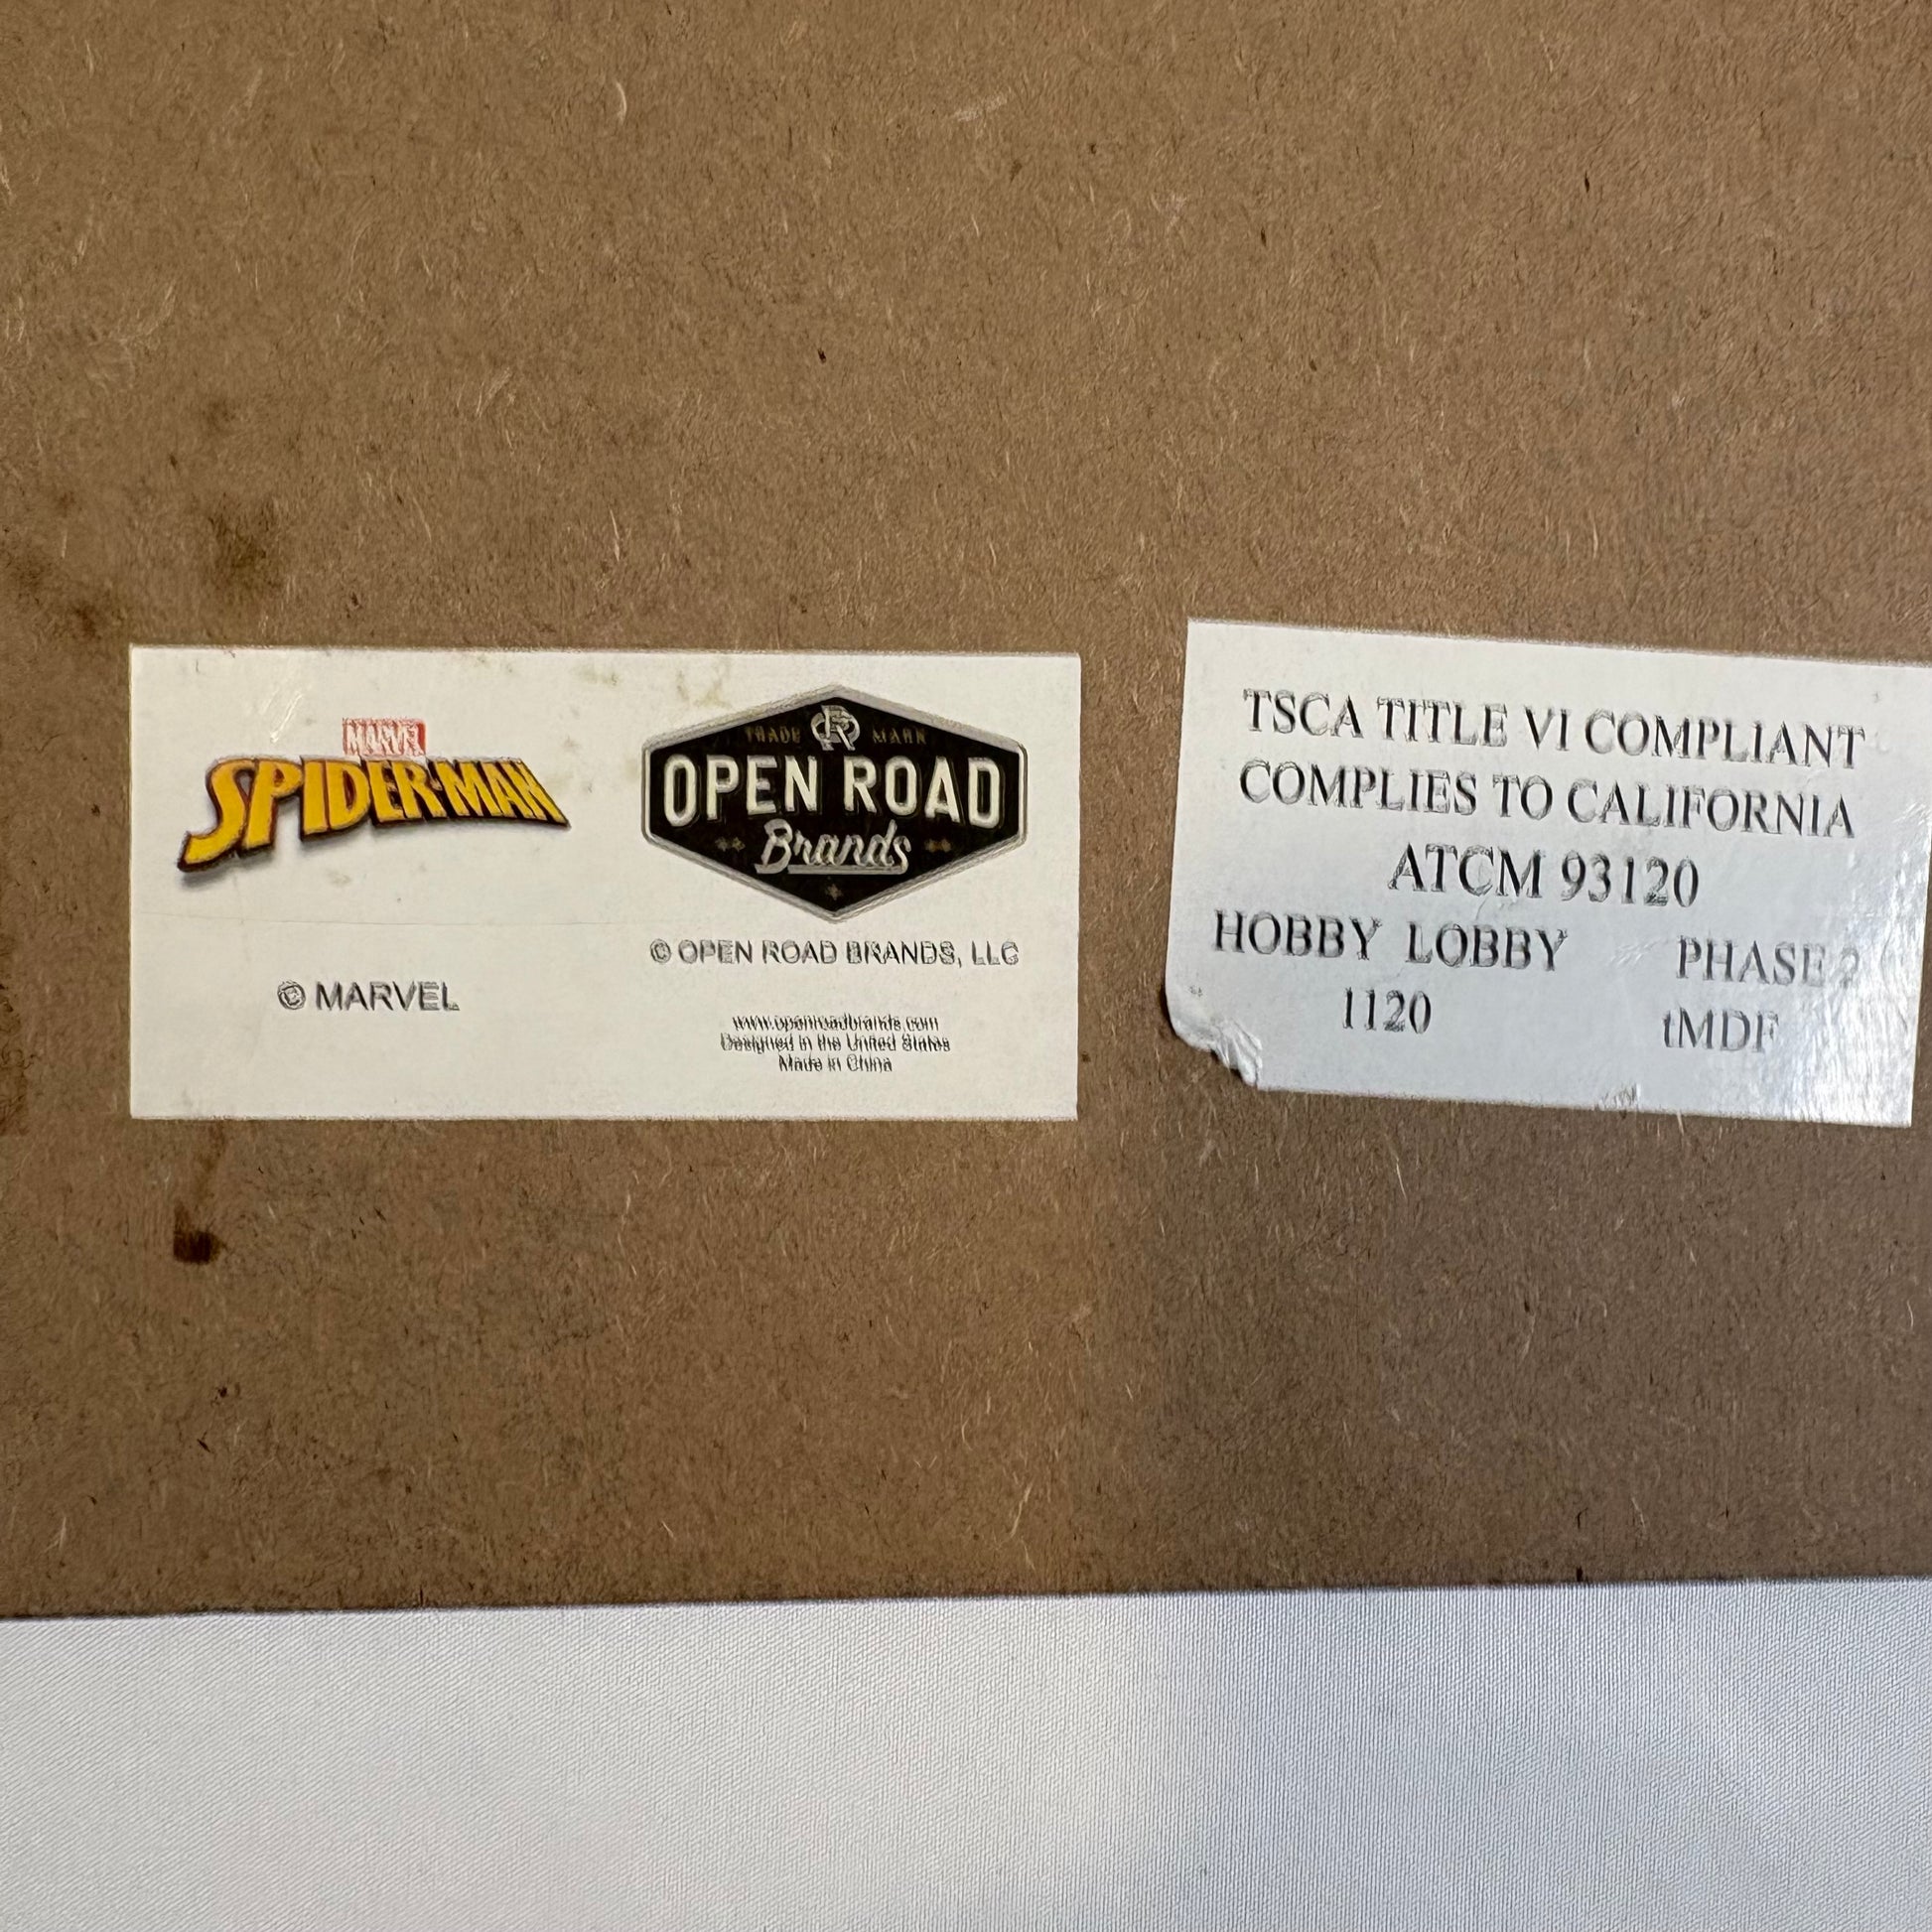 MARVEL
SPIDER-MAN
© MARVEL
TRADE MARK
OPEN ROAD
Brands
© OPEN ROAD BRANDS, LLC
www.openroadbrands.com
Designed in the United States
Made in China
TSCA TITLE VI COMPLIANT
COMPLIES TO CALIFORNIA
ATCM 93120
HOBBY LOBBY PHASE 2
1120 tMDF